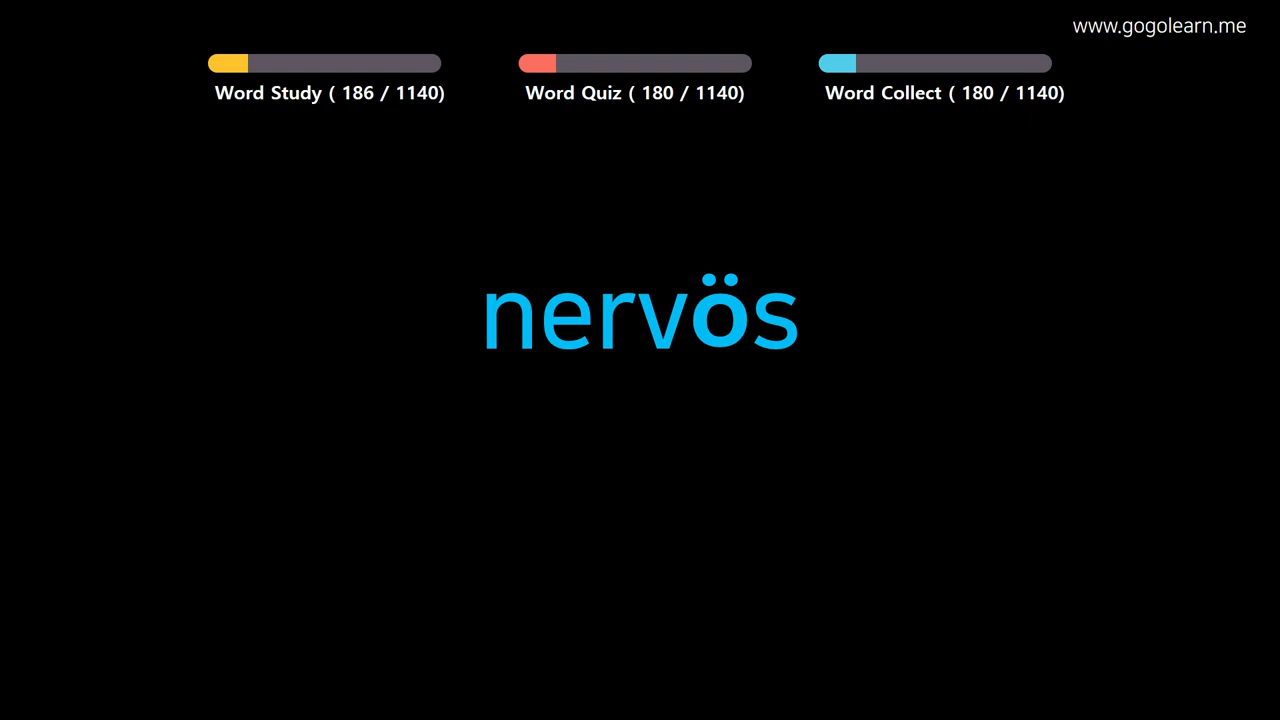 www.gogolearn.me
Word Study ( 186 / 1140)
Word Quiz ( 180 / 1140)
Word Collect ( 180 / 1140)
nervös